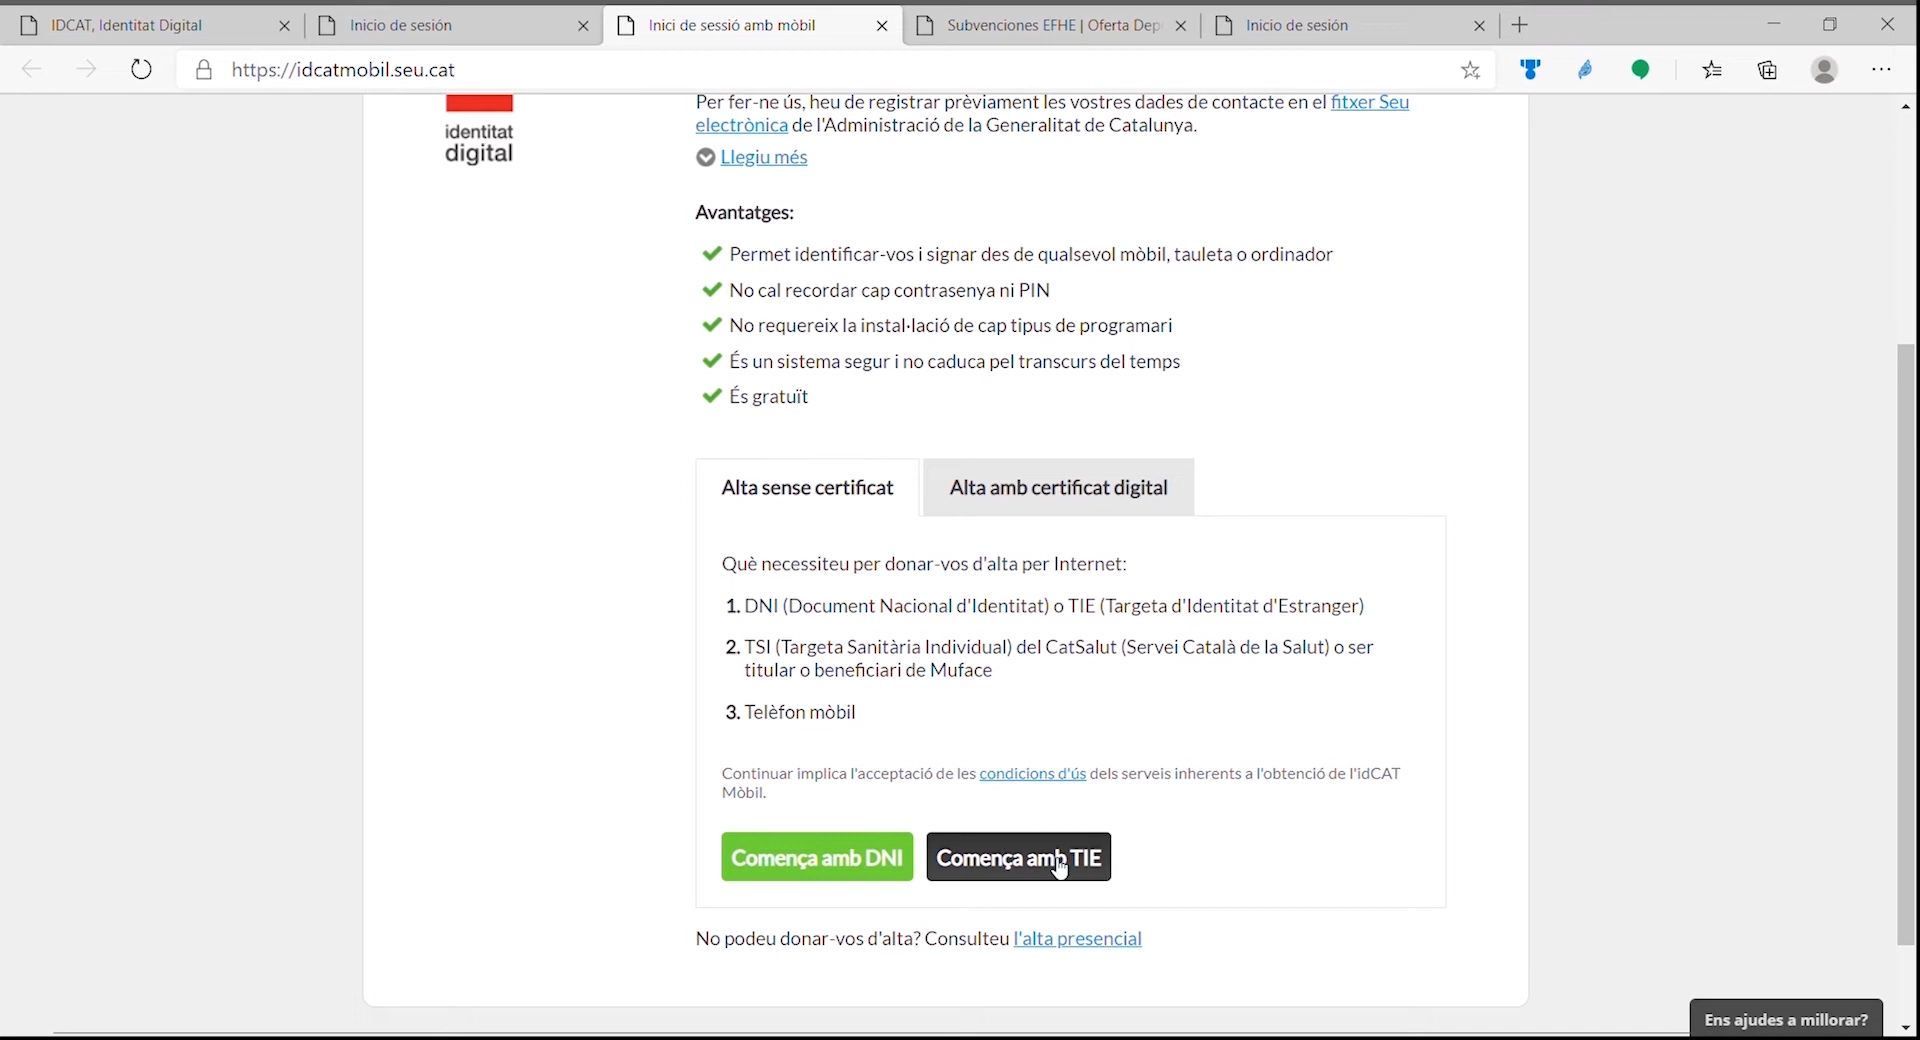 IDCAT, Identitat Digital
Inicio de sesión
Inici de sessió amb mòbil
Subvenciones EFHE | Oferta Dep
Inicio de sesión
https://idcatmobil.seu.cat
identitat
digital
Per fer-ne ús, heu de registrar prèviament les vostres dades de contacte en el fitxer Seu
electrònica de l'Administració de la Generalitat de Catalunya.
Llegiu més
Avantatges:
Permet identificar-vos i signar des de qualsevol mòbil, tauleta o ordinador
No cal recordar cap contrasenya ni PIN
No requereix la instal·lació de cap tipus de programari
És un sistema segur i no caduca pel transcurs del temps
És gratuït
Alta sense certificat
Alta amb certificat digital
Què necessiteu per donar-vos d'alta per Internet:
1. DNI (Document Nacional d'Identitat) o TIE (Targeta d'Identitat d'Estranger)
2. TSI (Targeta Sanitària Individual) del CatSalut (Servei Català de la Salut) o ser
titular o beneficiari de Muface
3. Telèfon mòbil
Continuar implica l'acceptació de les condicions d'ús dels serveis inherents a l'obtenció de l'idCAT
Mòbil.
Comença amb DNI
Comença amb TIE
No podeu donar-vos d'alta? Consulteu l'alta presencial
Ens ajudes a millorar?